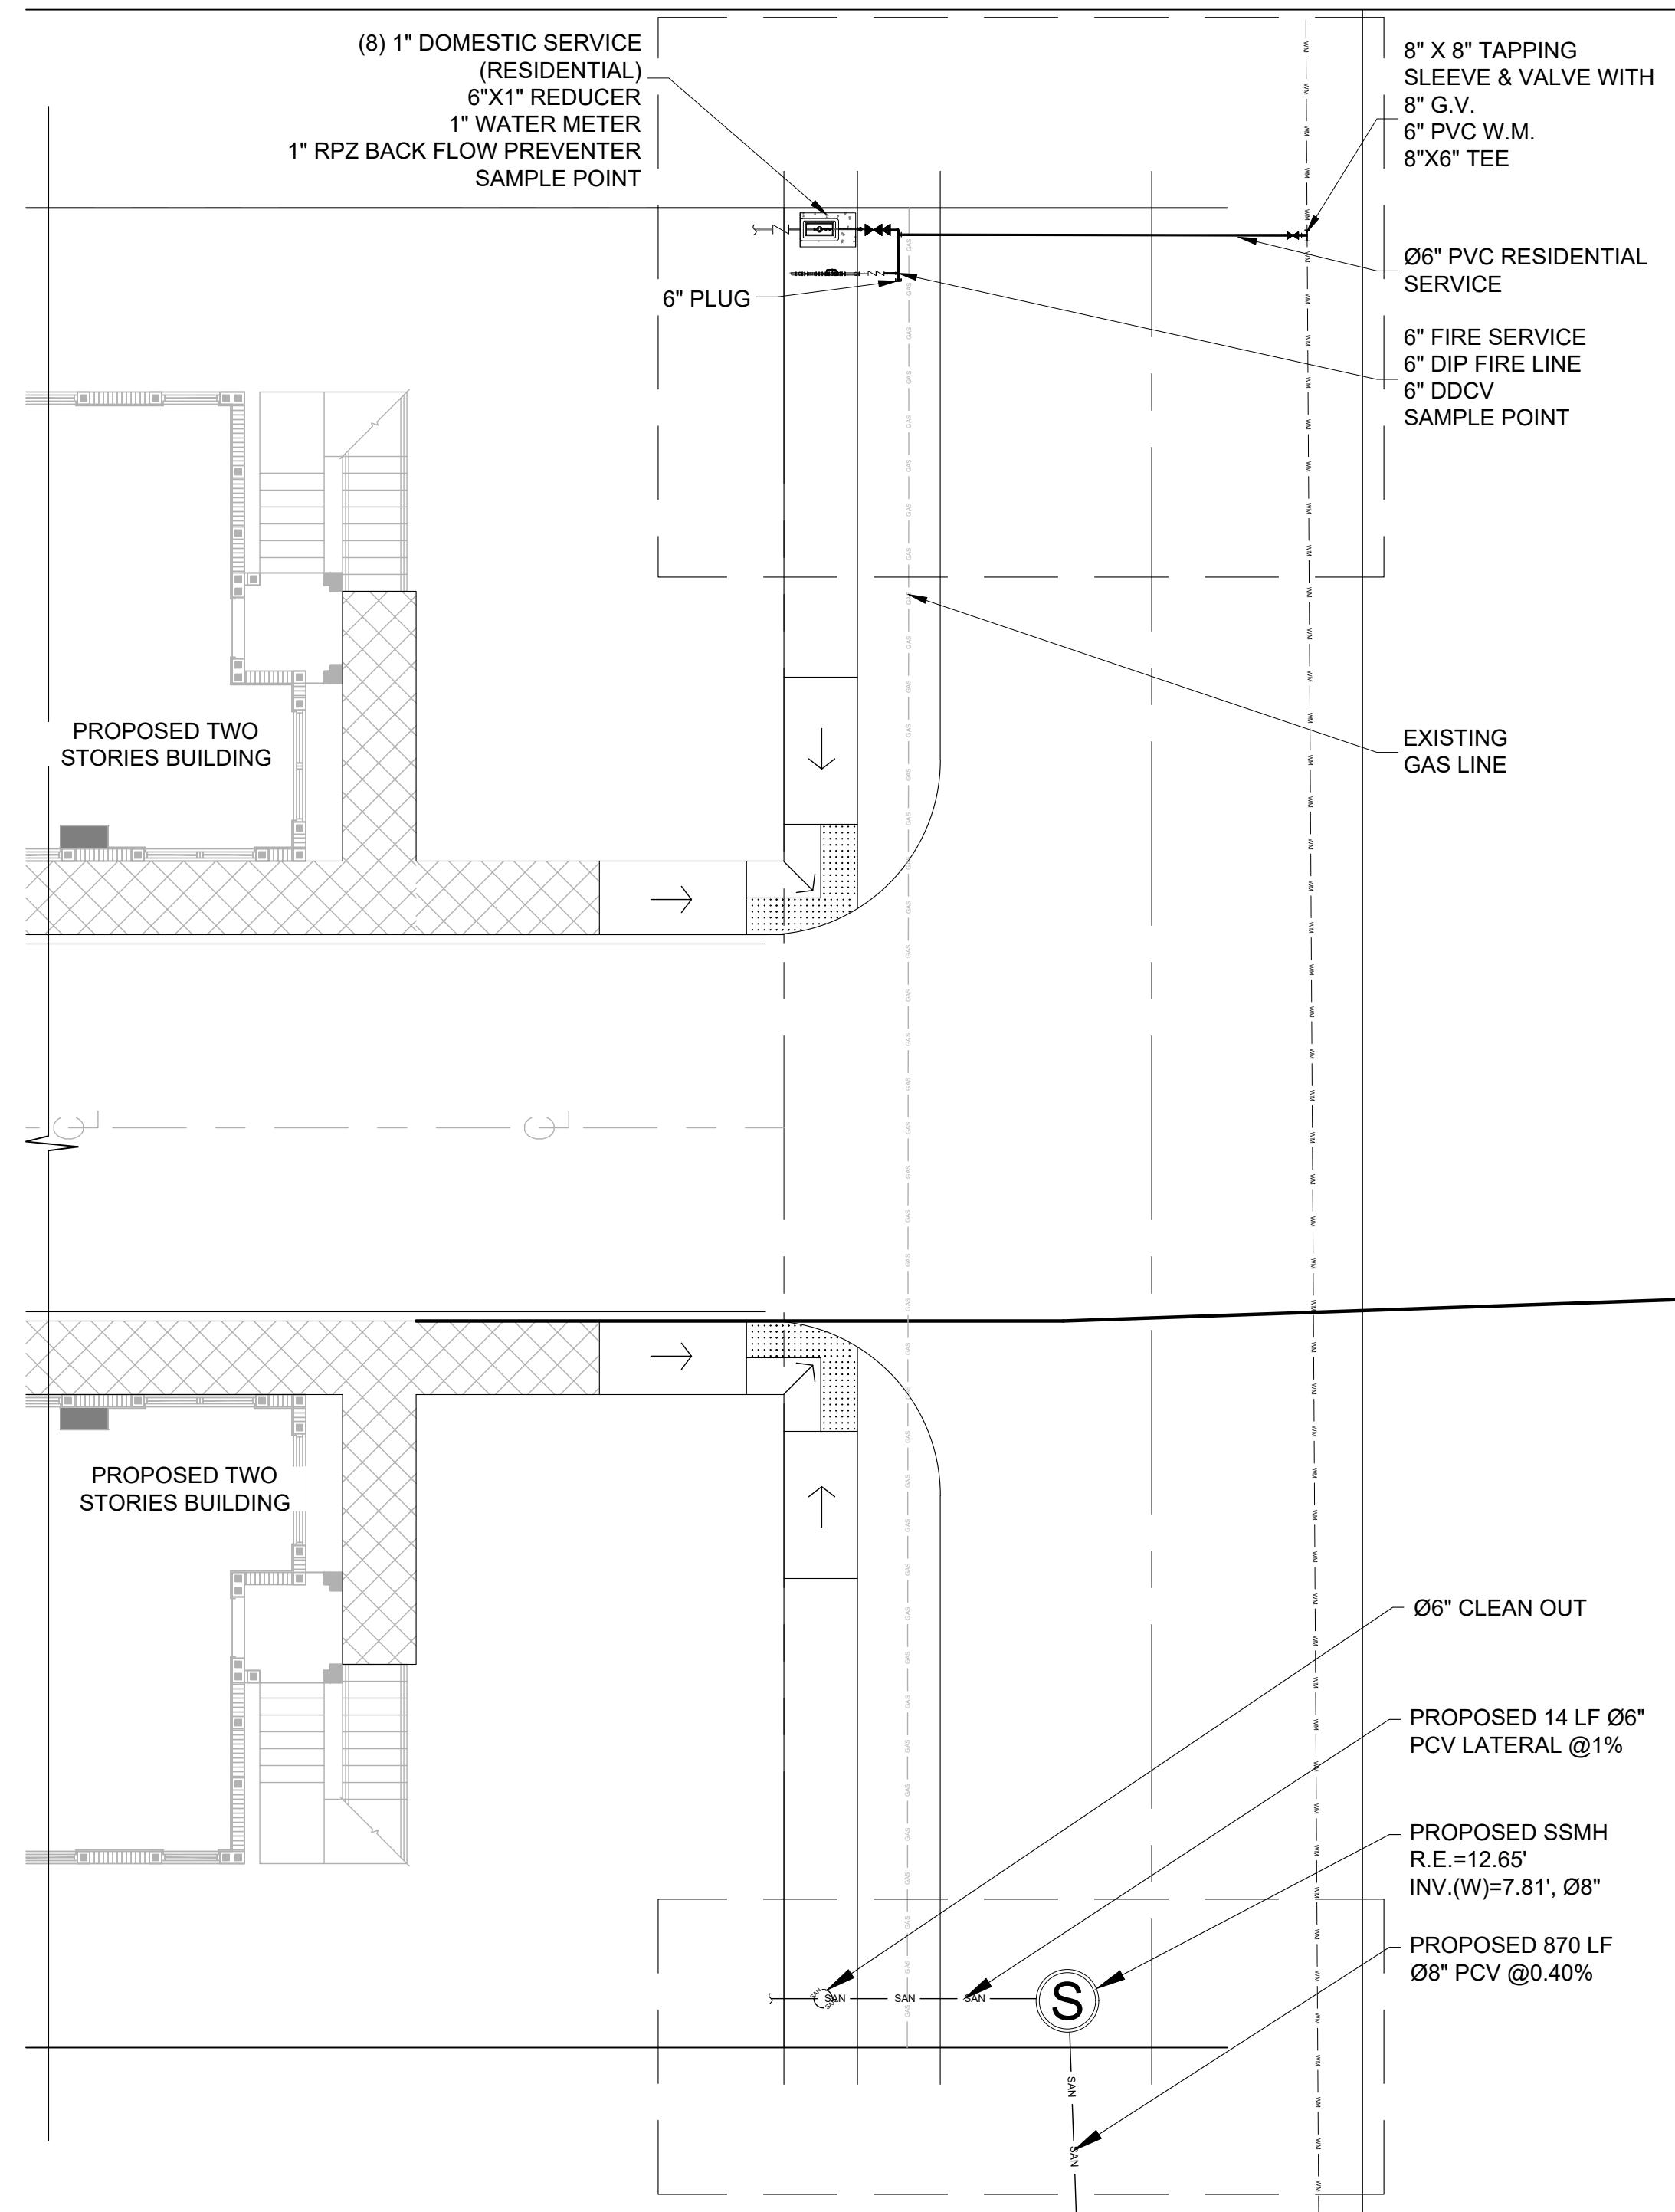 (8) 1" DOMESTIC SERVICE
(RESIDENTIAL)
6"X1" REDUCER
1" WATER METER
1" RPZ BACK FLOW PREVENTER
SAMPLE POINT
8" X 8" TAPPING
SLEEVE & VALVE WITH
8" G.V.
6" PVC W.M.
8"X6" TEE
Ø6" PVC RESIDENTIAL
SERVICE
6" PLUG
6" FIRE SERVICE
6" DIP FIRE LINE
6" DDCV
SAMPLE POINT
PROPOSED TWO
STORIES BUILDING
EXISTING
GAS LINE
GAS
WM
CL
CL
PROPOSED TWO
STORIES BUILDING
Ø6" CLEAN OUT
PROPOSED 14 LF Ø6"
PCV LATERAL @1%
PROPOSED SSMH
R.E.=12.65'
INV.(W)=7.81', Ø8"
PROPOSED 870 LF
Ø8" PCV @0.40%
SAN
SAN
SAN
S
SAN
SAN